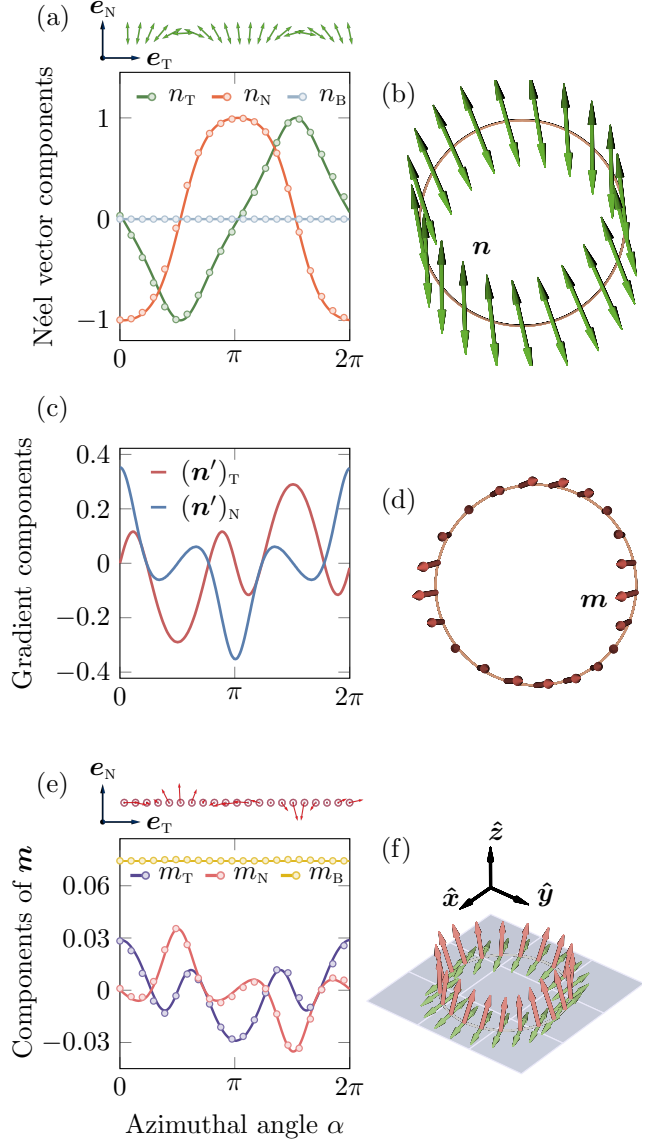 (a)
e_N
e_T
n_T n_N n_B
Néel vector components
1
0
−1
0 π 2π
(b)
n
(c)
(n′)_T
(n′)_N
Gradient components
0.4
0.2
0
−0.2
−0.4
0 π 2π
(d)
m
(e)
e_N
e_T
m_T m_N m_B
Components of m
0.06
0.03
0
−0.03
0 π 2π
Azimuthal angle α
(f)
ẑ
x̂ ŷ